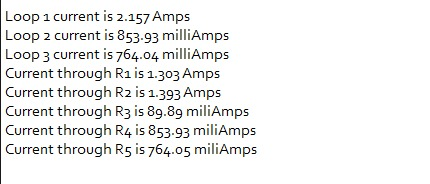 Loop 1 current is 2.157 Amps
Loop 2 current is 853.93 milliAmps
Loop 3 current is 764.04 milliAmps
Current through R1 is 1.303 Amps
Current through R2 is 1.393 Amps
Current through R3 is 89.89 miliAmps
Current through R4 is 853.93 miliAmps
Current through R5 is 764.05 miliAmps